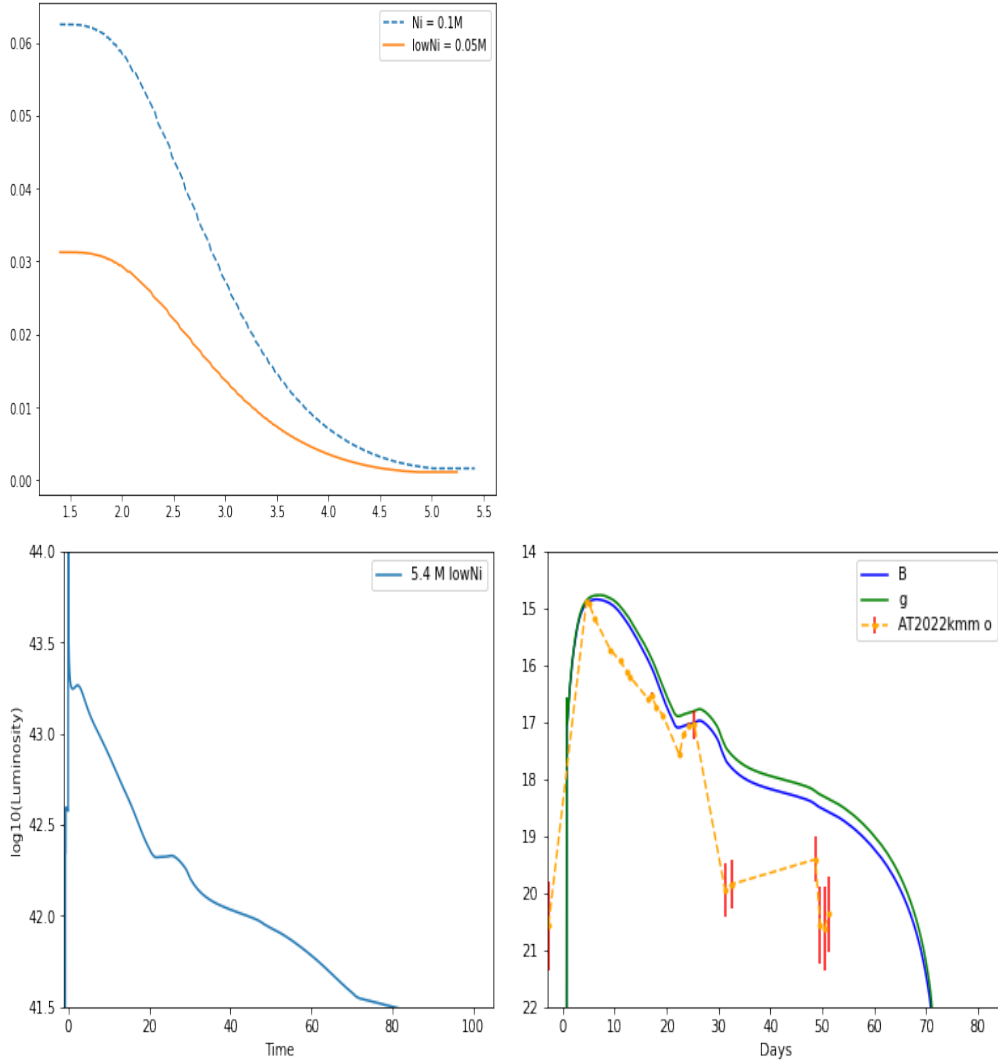 0.06
0.05
0.04
0.03
0.02
0.01
0.00
Ni = 0.1M
lowNi = 0.05M
1.5 2.0 2.5 3.0 3.5 4.0 4.5 5.0 5.5
44.0
43.5
43.0
42.5
42.0
41.5
log10(Luminosity)
5.4 M lowNi
0 20 40 60 80 100
Time
14
15
16
17
18
19
20
21
22
B
g
AT2022kmm o
0 10 20 30 40 50 60 70 80
Days